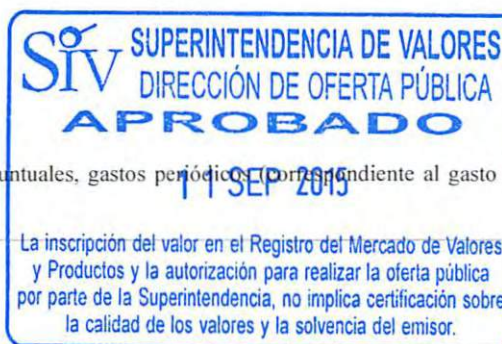 SIV SUPERINTENDENCIA DE VALORES
DIRECCIÓN DE OFERTA PÚBLICA
APROBADO
untuales, gastos periódicos (correspondiente al gasto
11 SEP 2015
La inscripción del valor en el Registro del Mercado de Valores
y Productos y la autorización para realizar la oferta pública
por parte de la Superintendencia, no implica certificación sobre
la calidad de los valores y la solvencia del emisor.